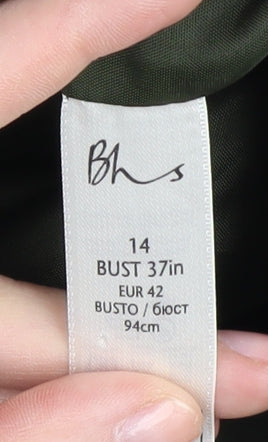 Bhs
14
BUST 37in
EUR 42
BUSTO / бюст
94cm